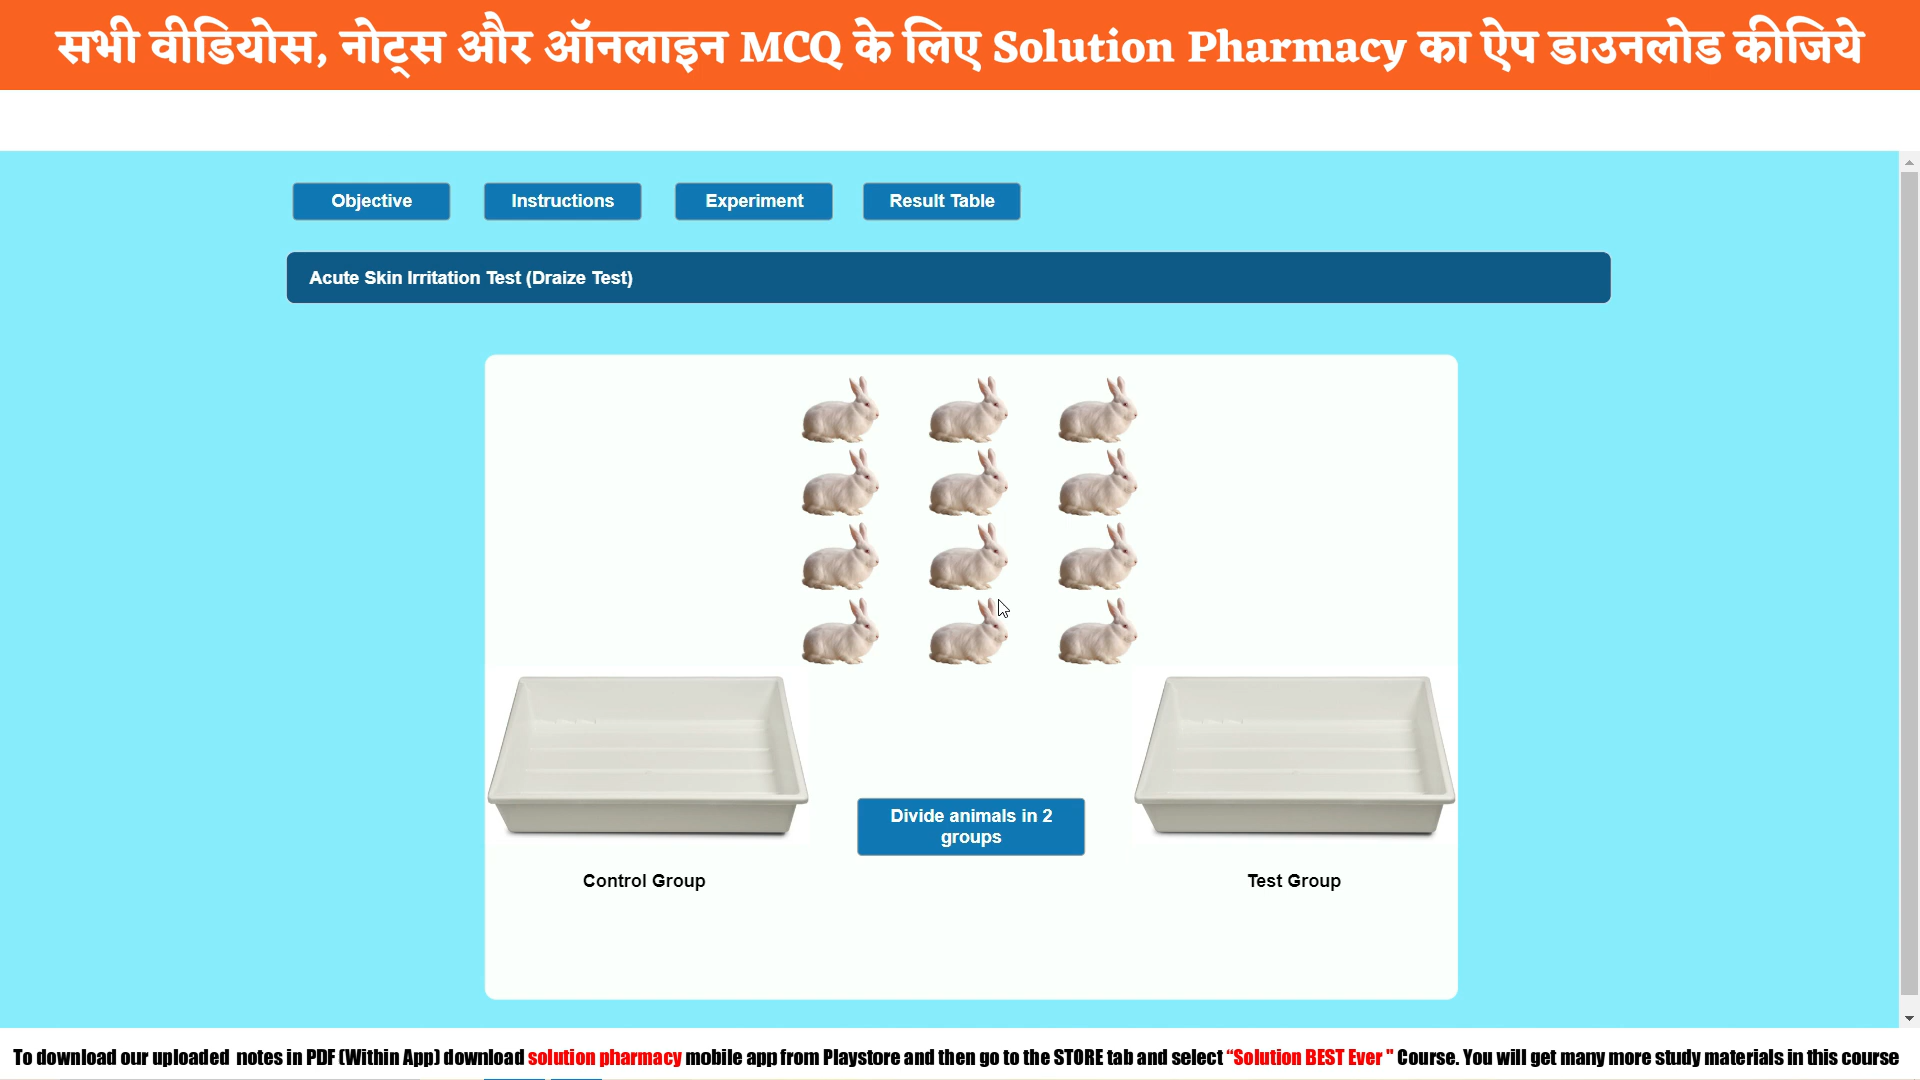 सभी वीडियोस, नोट्स और ऑनलाइन MCQ के लिए Solution Pharmacy का ऐप डाउनलोड कीजिये
Objective
Instructions
Experiment
Result Table
Acute Skin Irritation Test (Draize Test)
Divide animals in 2
groups
Control Group
Test Group
To download our uploaded notes in PDF (Within App) download solution pharmacy mobile app from Playstore and then go to the STORE tab and select “Solution BEST Ever " Course. You will get many more study materials in this course